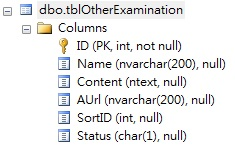 dbo.tblOtherExamination
Columns
ID (PK, int, not null)
Name (nvarchar(200), null)
Content (ntext, null)
AUrl (nvarchar(200), null)
SortID (int, null)
Status (char(1), null)